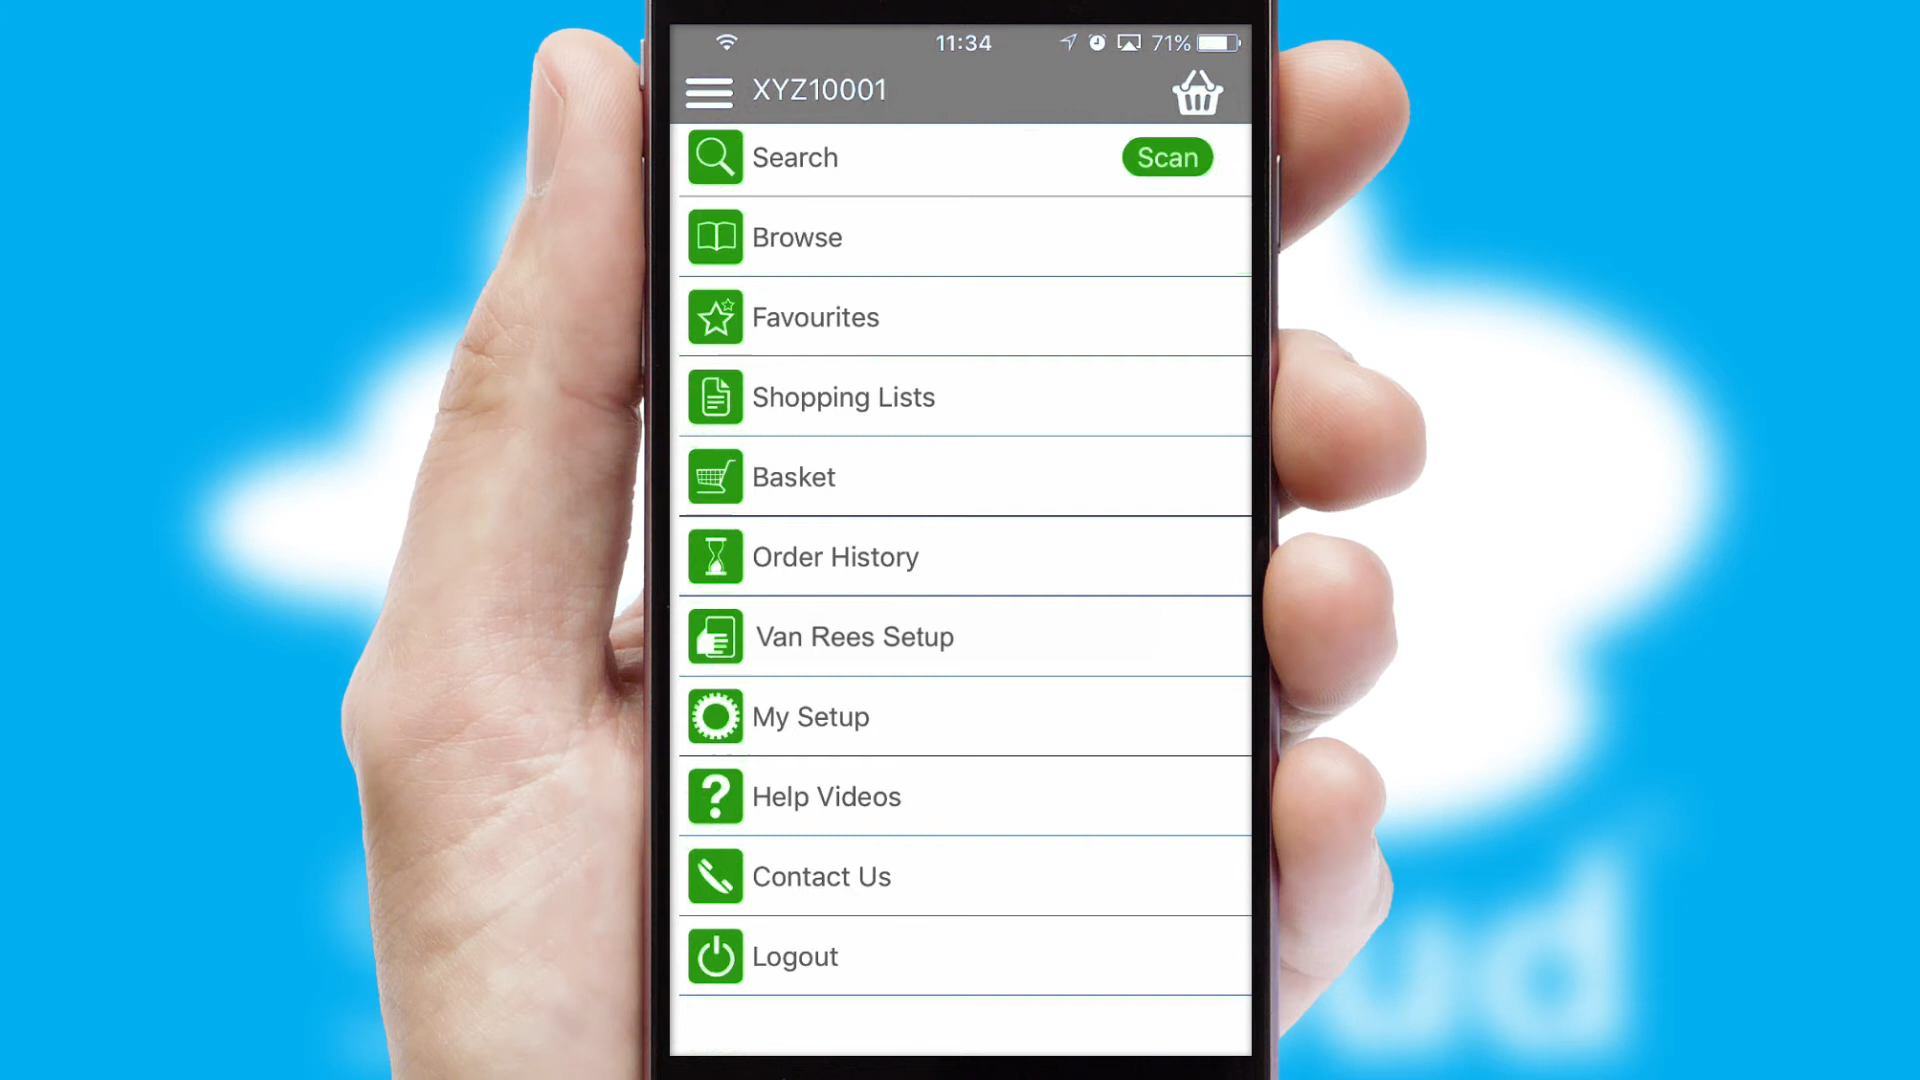 11:34 71%
XYZ10001
Search Scan
Browse
Favourites
Shopping Lists
Basket
Order History
Van Rees Setup
My Setup
Help Videos
Contact Us
Logout